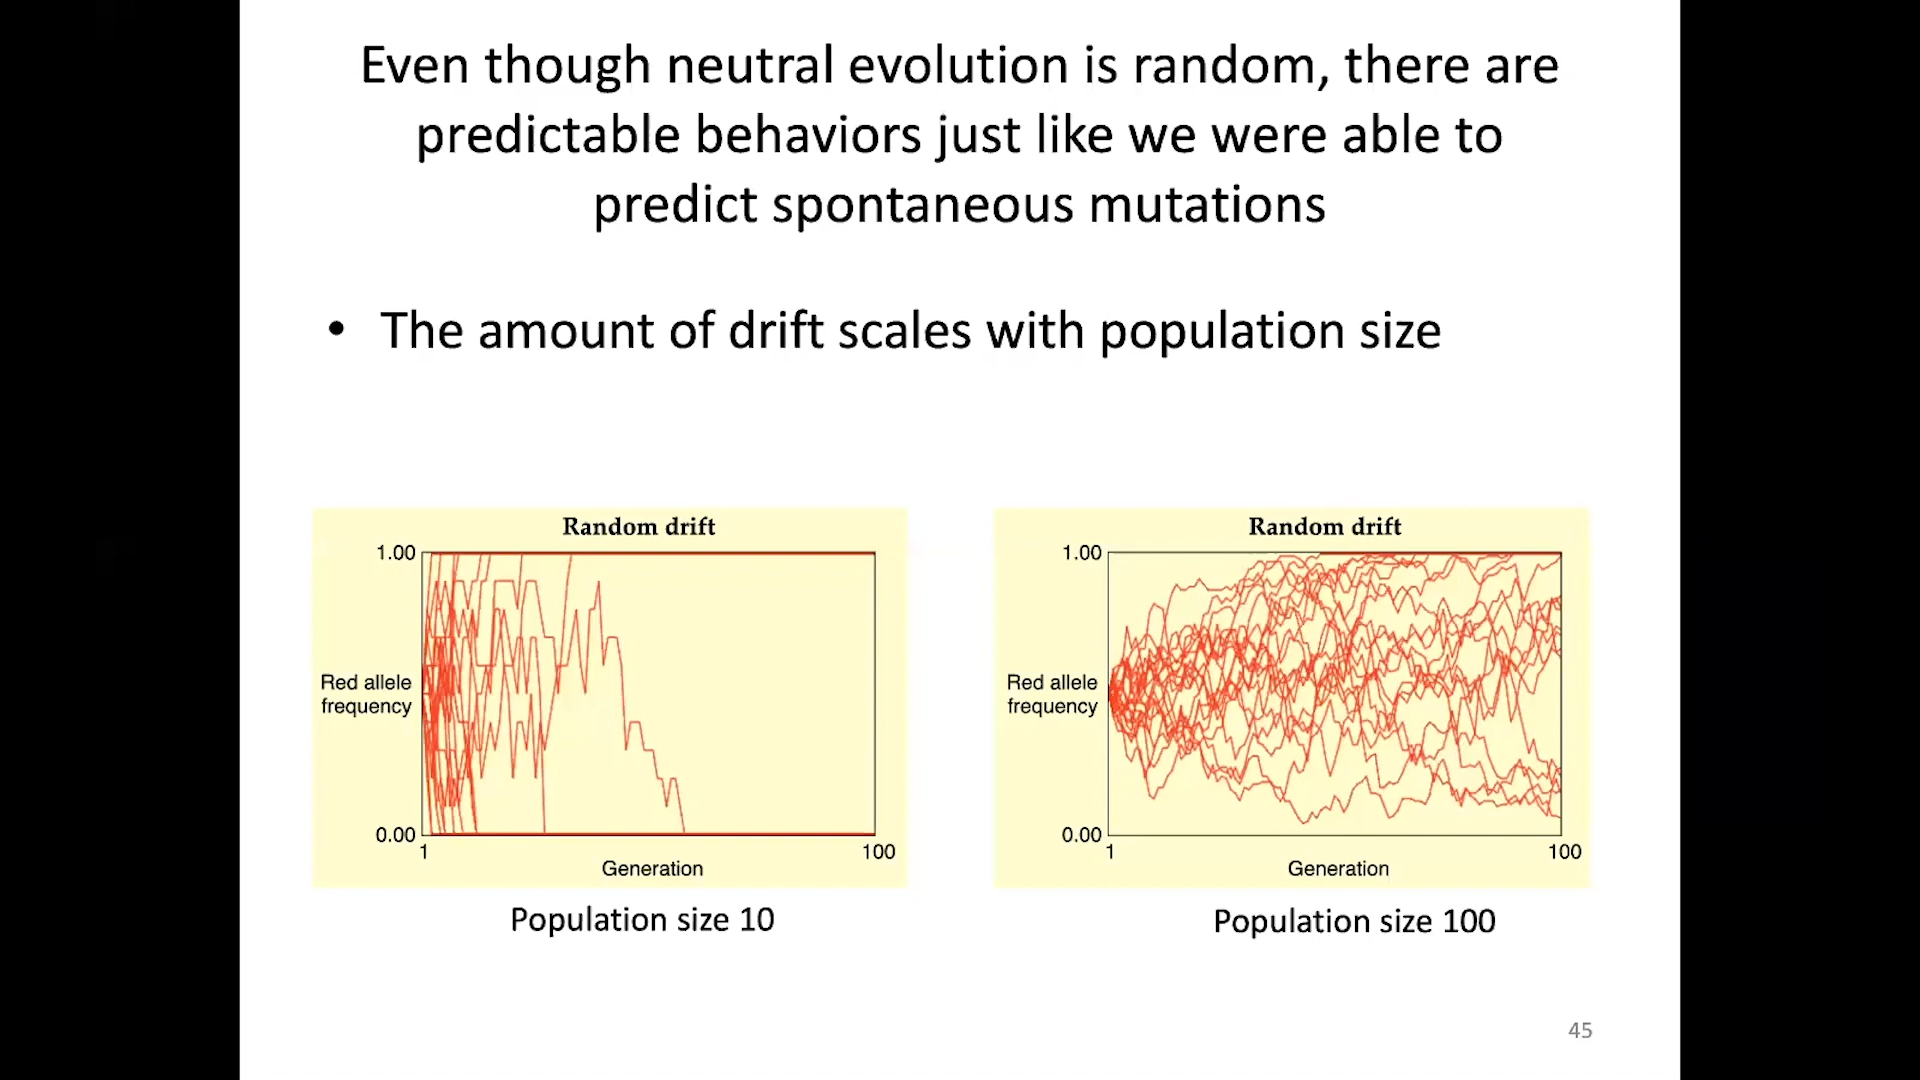 Even though neutral evolution is random, there are
predictable behaviors just like we were able to
predict spontaneous mutations
• The amount of drift scales with population size
Random drift
1.00
Red allele
frequency
0.00
1
100
Generation
Population size 10
Random drift
1.00
Red allele
frequency
0.00
1
100
Generation
Population size 100
45